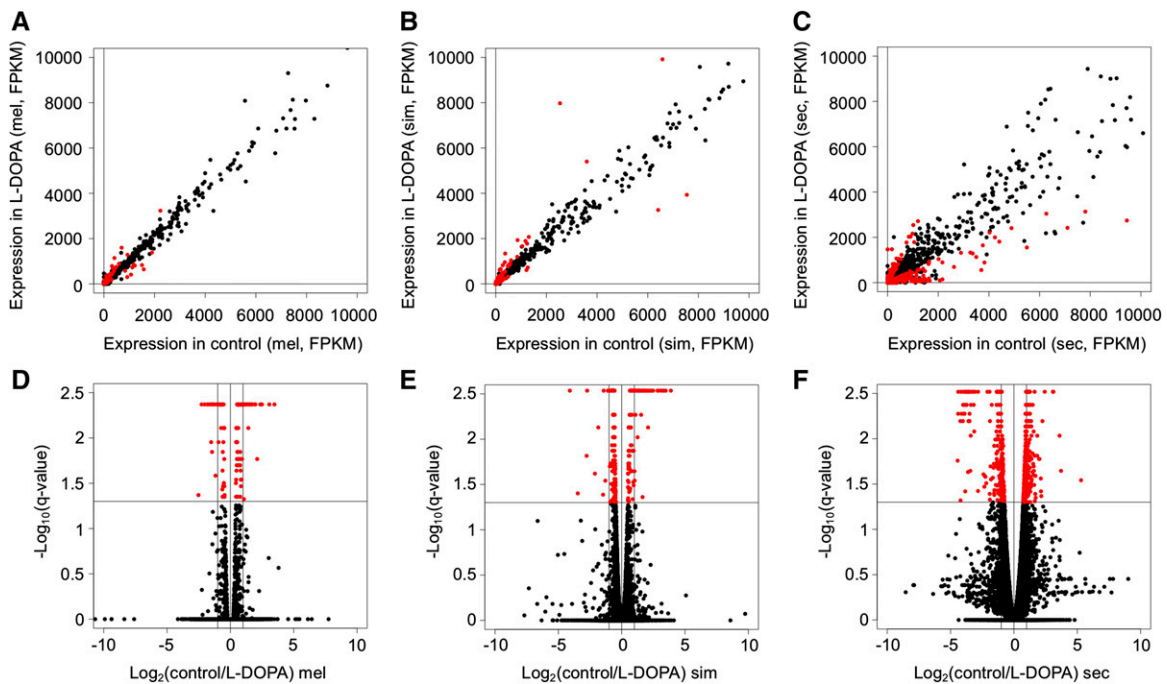 A
B
C
Expression in L-DOPA (mel, FPKM)
10000
8000
6000
4000
2000
0
0 2000 4000 6000 8000 10000
Expression in control (mel, FPKM)
Expression in L-DOPA (sim, FPKM)
10000
8000
6000
4000
2000
0
0 2000 4000 6000 8000 10000
Expression in control (sim, FPKM)
Expression in L-DOPA (sec, FPKM)
10000
8000
6000
4000
2000
0
0 2000 4000 6000 8000 10000
Expression in control (sec, FPKM)
D
E
F
-Log10(q-value)
2.5
2
1.5
1
0.5
0
-10 -5 0 5 10
Log2(control/L-DOPA) mel
-Log10(q-value)
2.5
2
1.5
1
0.5
0
-10 -5 0 5 10
Log2(control/L-DOPA) sim
-Log10(q-value)
2.5
2
1.5
1
0.5
0
-10 -5 0 5 10
Log2(control/L-DOPA) sec